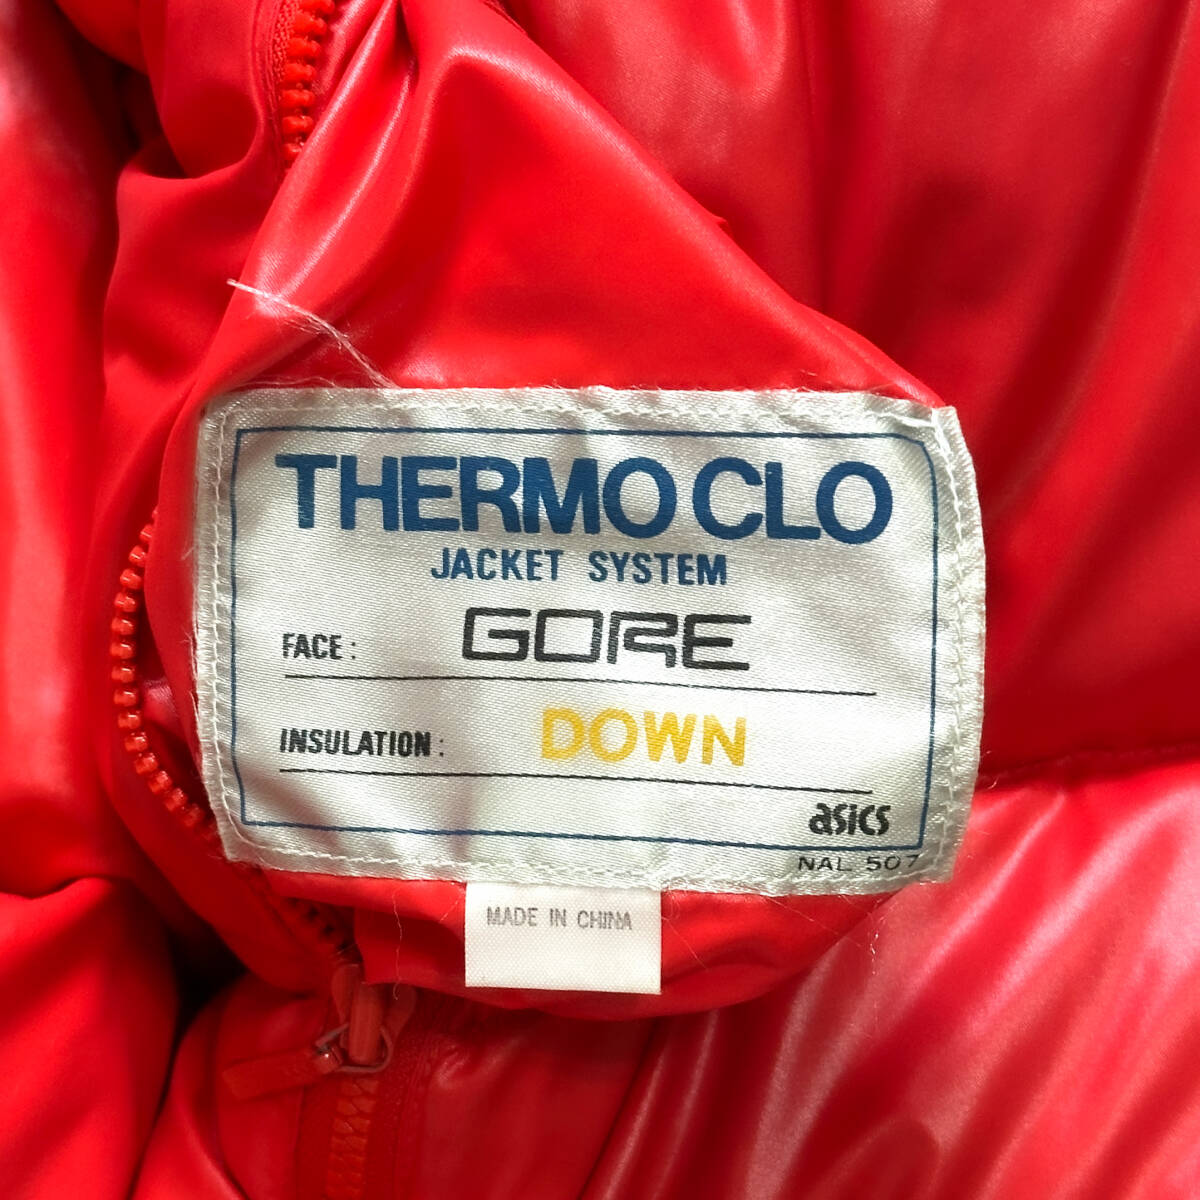 THERMO CLO
JACKET SYSTEM
FACE: GORE
INSULATION: DOWN
asics
NAL 507
MADE IN CHINA